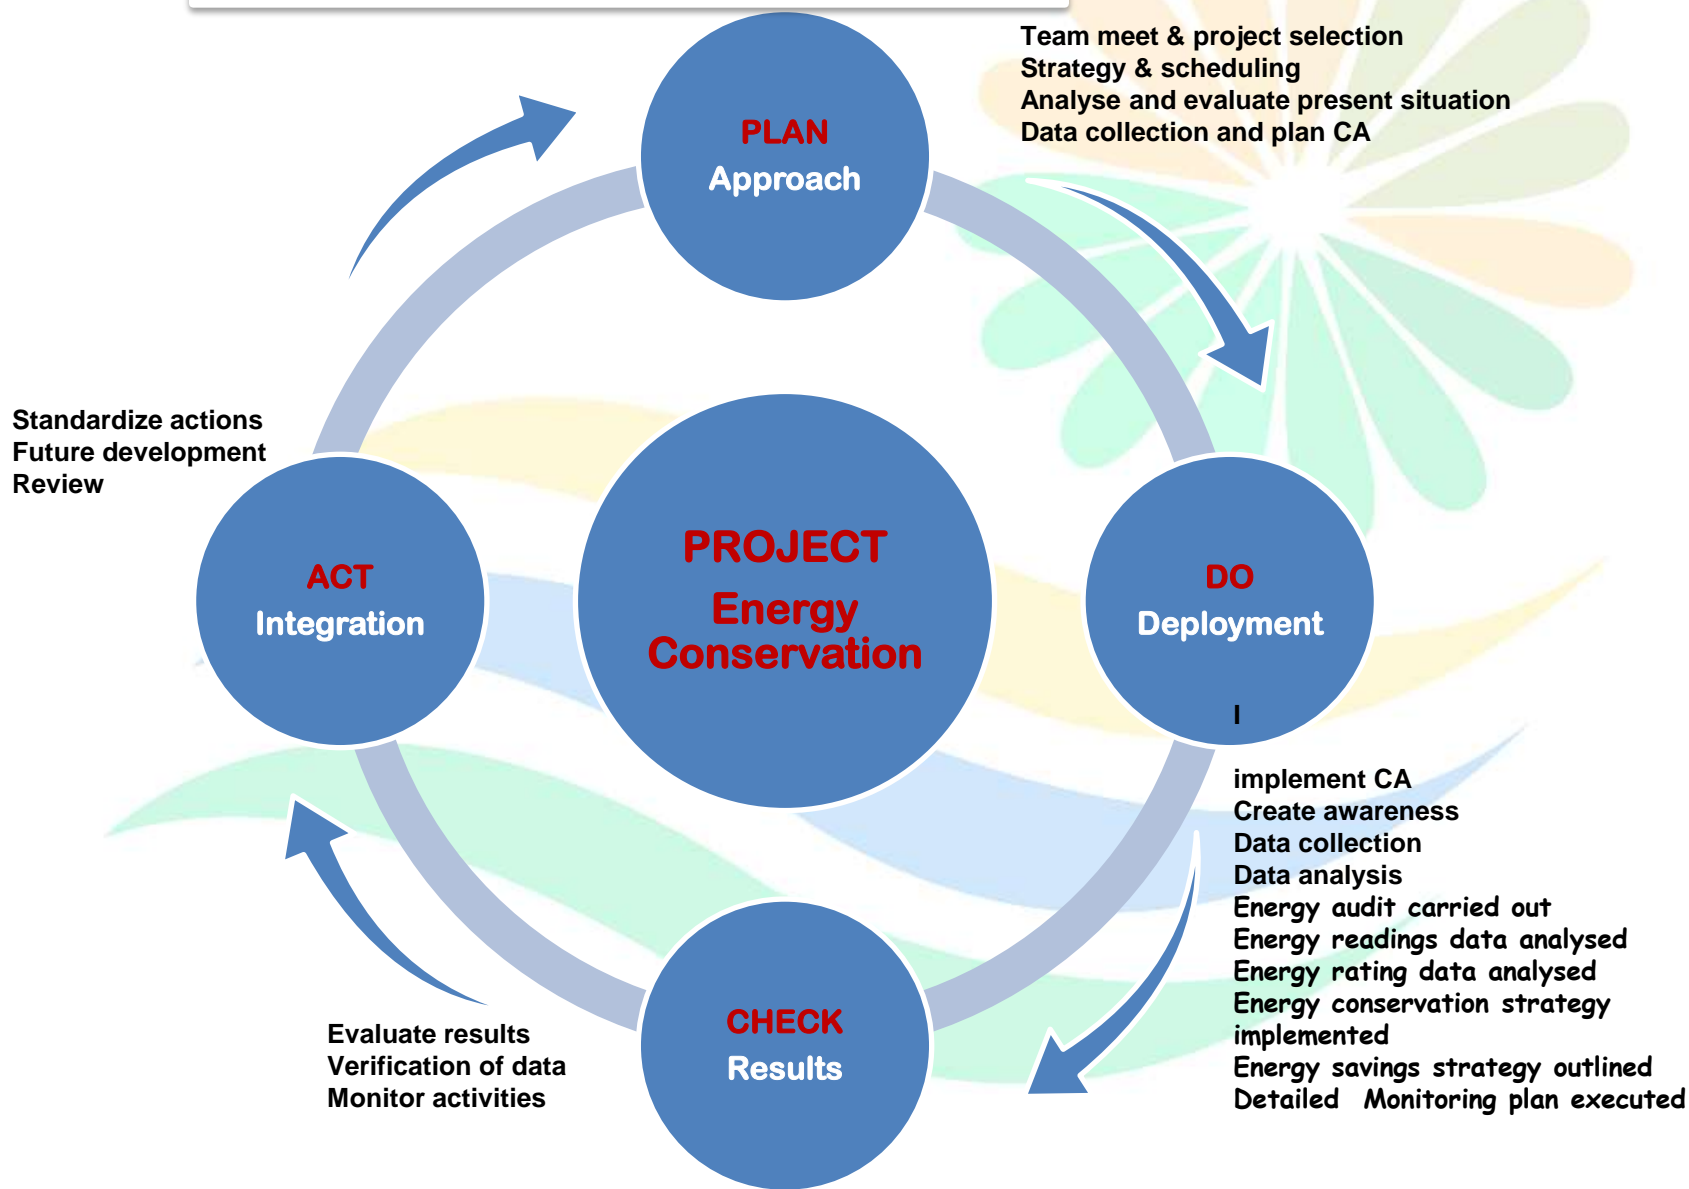 Team meet & project selection
Strategy & scheduling
Analyse and evaluate present situation
Data collection and plan CA
PLAN
Approach
Standardize actions
Future development
Review
ACT
Integration
PROJECT
Energy
Conservation
DO
Deployment
I
implement CA
Create awareness
Data collection
Data analysis
Energy audit carried out
Energy readings data analysed
Energy rating data analysed
Energy conservation strategy
implemented
Energy savings strategy outlined
Detailed Monitoring plan executed
CHECK
Results
Evaluate results
Verification of data
Monitor activities